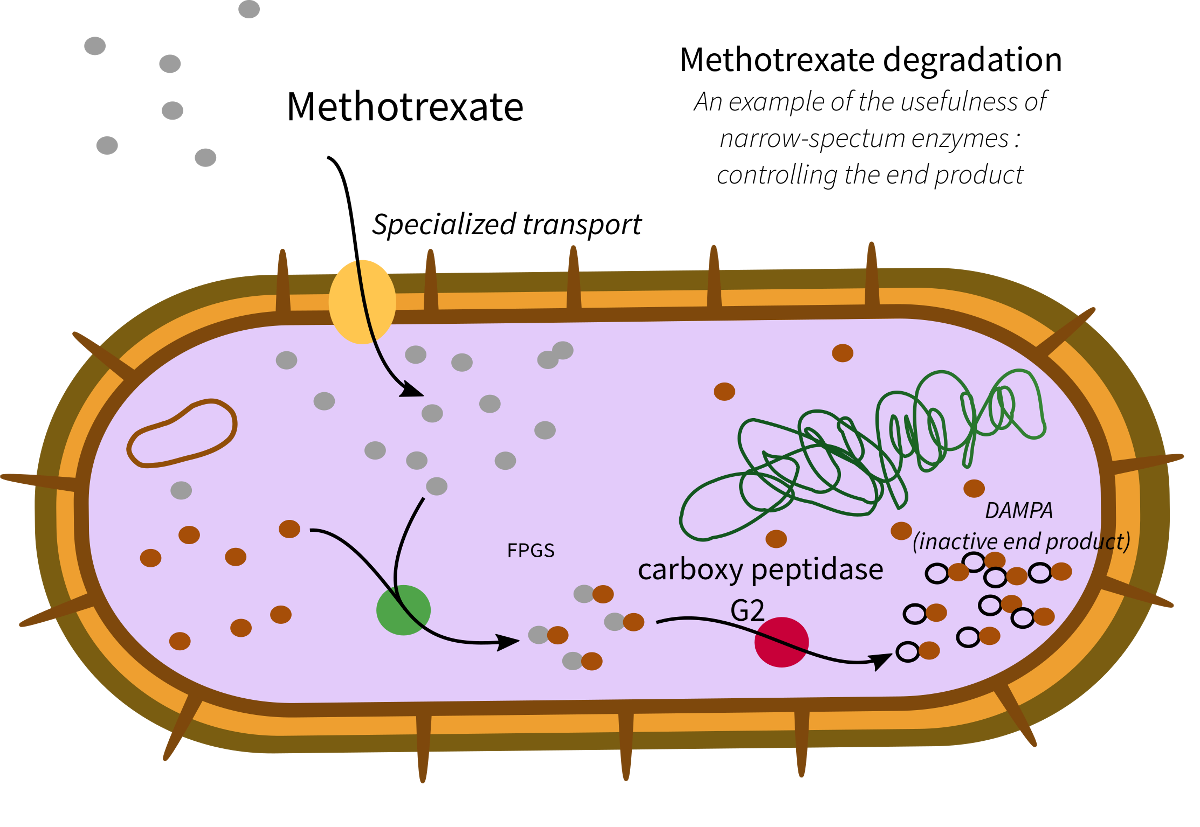 Methotrexate degradation
An example of the usefulness of
narrow-spectum enzymes :
controlling the end product
Methotrexate
Specialized transport
DAMPA
(inactive end product)
FPGS
carboxy peptidase
G2